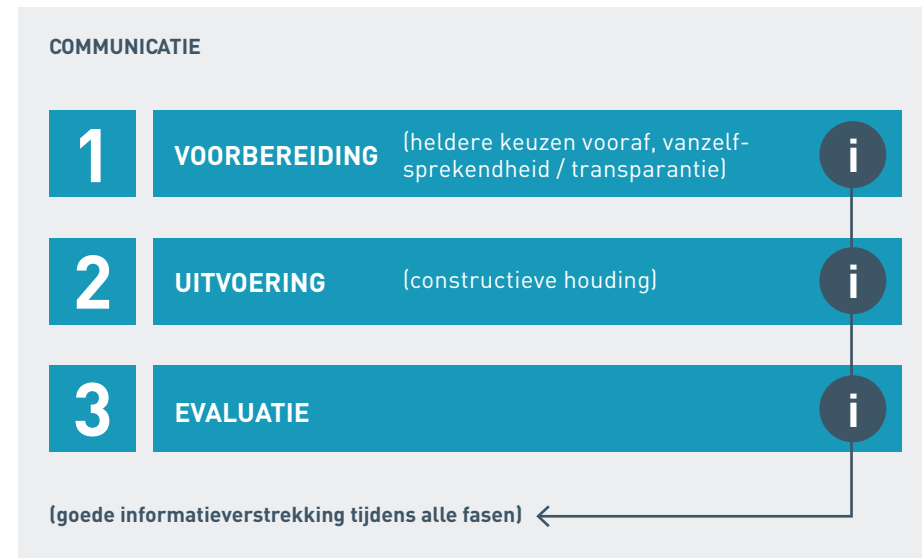 COMMUNICATIE
1
VOORBEREIDING
(heldere keuzen vooraf, vanzelf-
sprekendheid / transparantie)
i
2
UITVOERING
(constructieve houding)
i
3
EVALUATIE
i
(goede informatieverstrekking tijdens alle fasen)